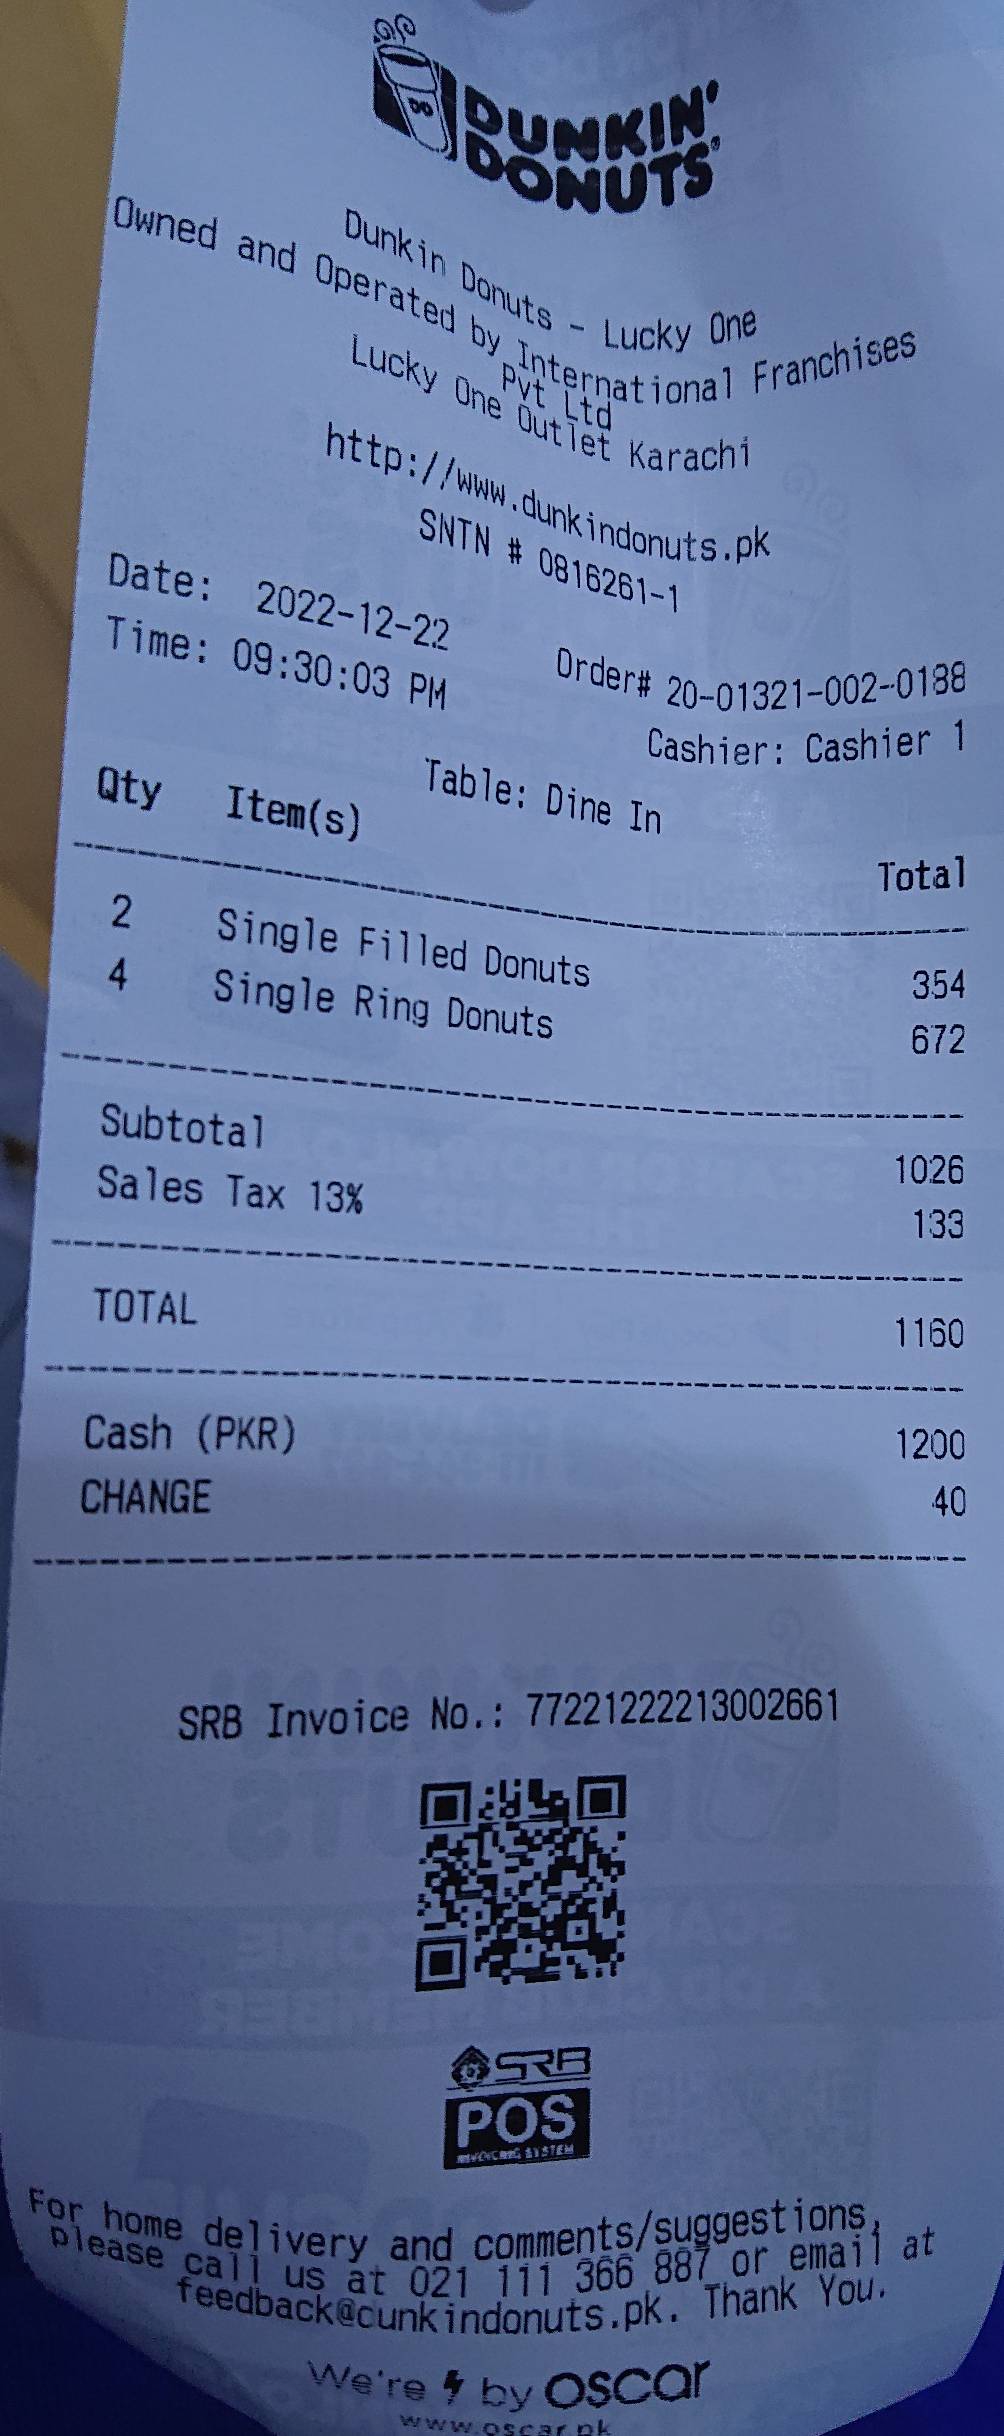 DD
DUNKIN'
DONUTS®
Dunkin Donuts - Lucky One
Owned and Operated by International Franchises
Pvt Ltd
Lucky One Outlet Karachi
http://www.dunkindonuts.pk
SNTN # 0816261-1
Date: 2022-12-22 Order# 20-01321-002-0188
Time: 09:30:03 PM Cashier: Cashier 1
Table: Dine In
Qty Item(s) Total
2 Single Filled Donuts 354
4 Single Ring Donuts 672
Subtotal 1026
Sales Tax 13% 133
TOTAL 1160
Cash (PKR) 1200
CHANGE 40
SRB Invoice No.: 77221222213002661
SRB
POS
INVOICING SYSTEM
For home delivery and comments/suggestions,
please call us at 021 111 366 887 or email at
feedback@cunkindonuts.pk. Thank You.
We're by oscar
www.oscar.pk